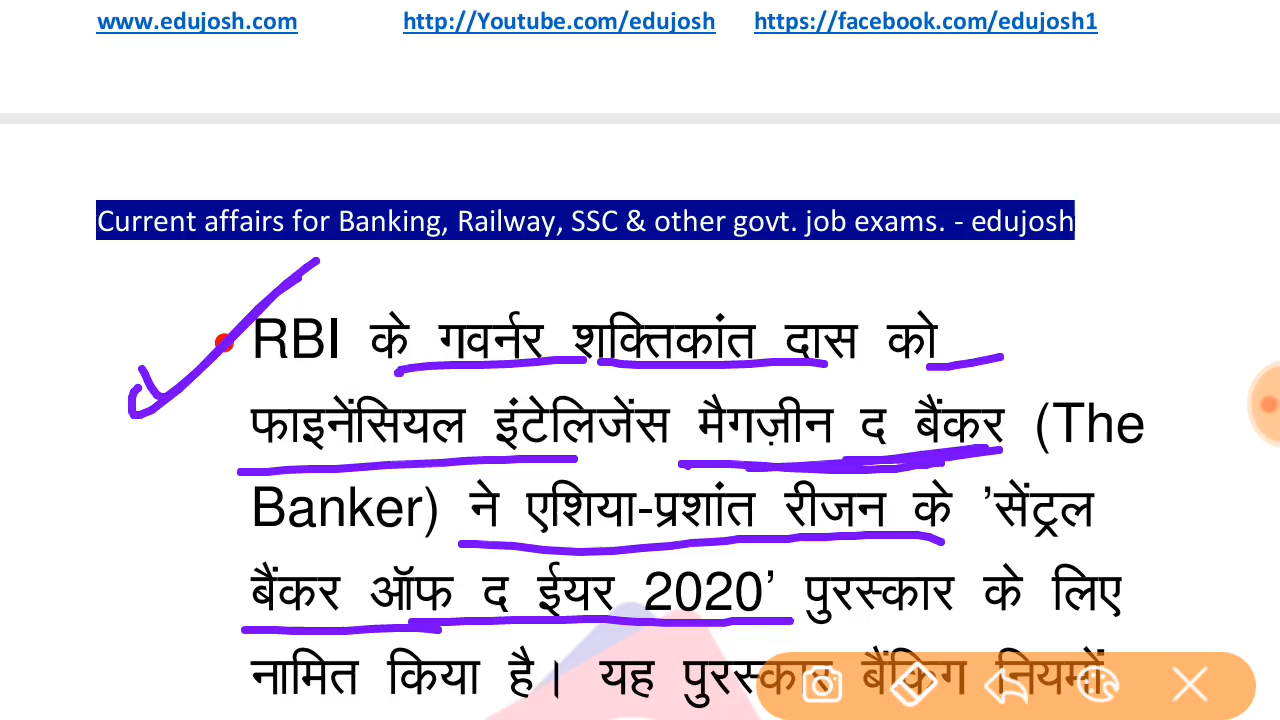 www.edujosh.com http://Youtube.com/edujosh https://facebook.com/edujosh1
Current affairs for Banking, Railway, SSC & other govt. job exams. - edujosh
RBI के गवर्नर शक्तिकांत दास को
फाइनेंसियल इंटेलिजेंस मैगज़ीन द बैंकर (The
Banker) ने एशिया-प्रशांत रीजन के ’सेंट्रल
बैंकर ऑफ द ईयर 2020’ पुरस्कार के लिए
नामित किया है। यह पुरस्कार बैंकिग नियमों